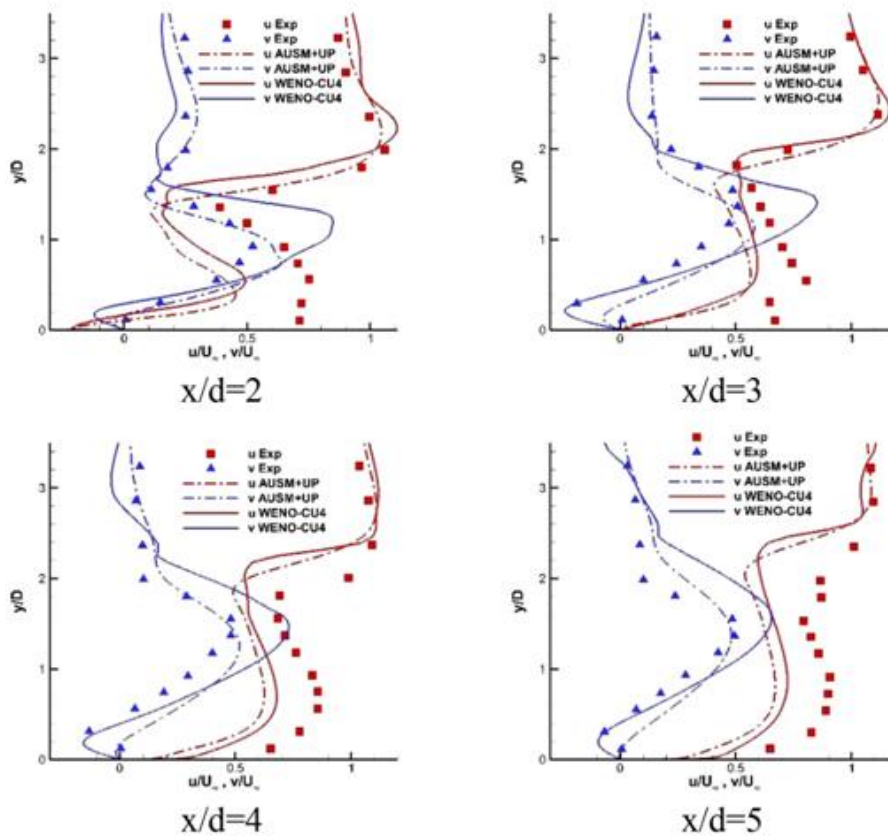 u Exp
v Exp
u AUSM+UP
v AUSM+UP
u WENO-CU4
v WENO-CU4
y/D
3
2
1
0
0
0.5
1
u/U∞ , v/U∞
x/d=2
u Exp
v Exp
u AUSM+UP
v AUSM+UP
u WENO-CU4
v WENO-CU4
y/D
3
2
1
0
0
0.5
1
u/U∞ , v/U∞
x/d=3
u Exp
v Exp
u AUSM+UP
v AUSM+UP
u WENO-CU4
v WENO-CU4
y/D
3
2
1
0
0
0.5
1
u/U∞ , v/U∞
x/d=4
u Exp
v Exp
u AUSM+UP
v AUSM+UP
u WENO-CU4
v WENO-CU4
y/D
3
2
1
0
0
0.5
1
u/U∞ , v/U∞
x/d=5